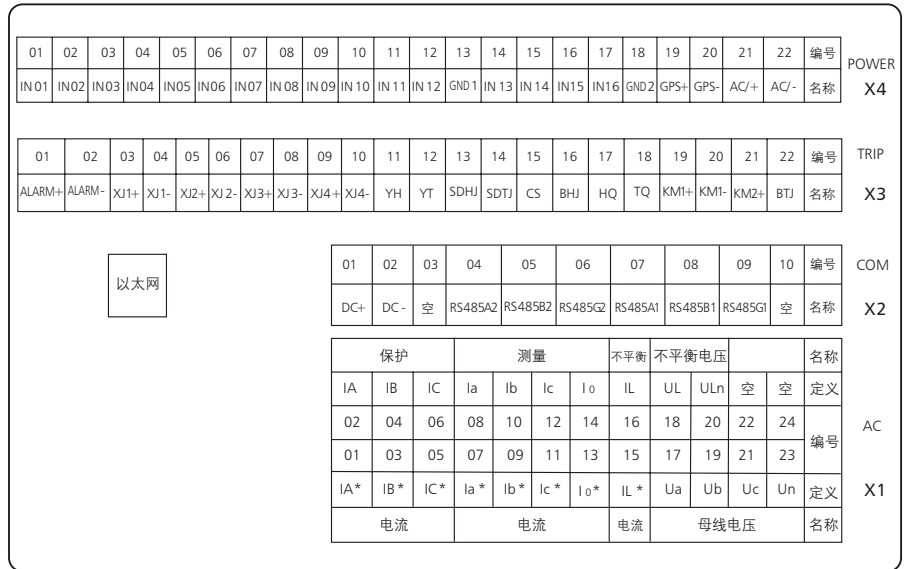 01 02 03 04 05 06 07 08 09 10 11 12 13 14 15 16 17 18 19 20 21 22 编号
POWER
IN01 IN02 IN03 IN04 IN05 IN06 IN07 IN08 IN09 IN10 IN11 IN12 GND1 IN13 IN14 IN15 IN16 GND2 GPS+ GPS- AC/+ AC/- 名称 X4
01 02 03 04 05 06 07 08 09 10 11 12 13 14 15 16 17 18 19 20 21 22 编号 TRIP
ALARM+ ALARM- XJ1+ XJ1- XJ2+ XJ2- XJ3+ XJ3- XJ4+ XJ4- YH YT SDHJ SDTJ CS BHJ HQ TQ KM1+ KM1- KM2+ BTJ 名称 X3
以太网
01 02 03 04 05 06 07 08 09 10 编号 COM
DC+ DC- 空 RS485A2 RS485B2 RS485G2 RS485A1 RS485B1 RS485G1 空 名称 X2
保护 测量 不平衡 不平衡电压 名称
IA IB IC Ia Ib Ic I0 IL UL ULn 空 空 定义
02 04 06 08 10 12 14 16 18 20 22 24
编号 AC
01 03 05 07 09 11 13 15 17 19 21 23
IA* IB* IC* Ia* Ib* Ic* I0* IL* Ua Ub Uc Un 定义 X1
电流 电流 电流 母线电压 名称